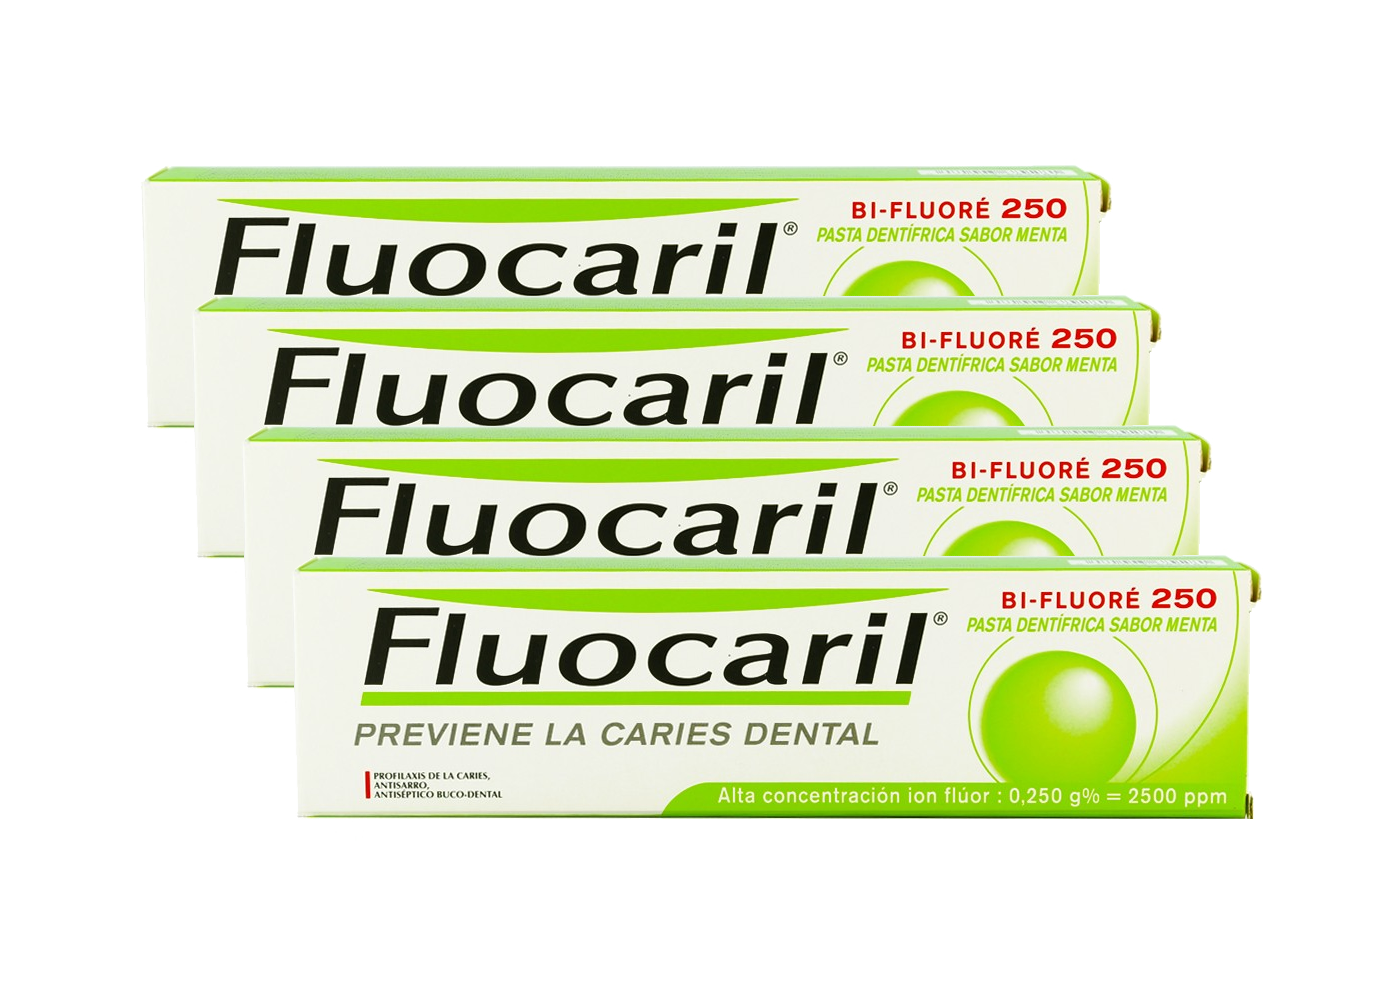 Fluocaril®
BI-FLUORÉ 250
PASTA DENTÍFRICA SABOR MENTA
Fluocaril®
BI-FLUORÉ 250
PASTA DENTÍFRICA SABOR MENTA
Fluocaril®
BI-FLUORÉ 250
PASTA DENTÍFRICA SABOR MENTA
Fluocaril®
BI-FLUORÉ 250
PASTA DENTÍFRICA SABOR MENTA
PREVIENE LA CARIES DENTAL
PROFILAXIS DE LA CARIES,
ANTISARRO,
ANTISÉPTICO BUCO-DENTAL
Alta concentración ion flúor : 0,250 g% = 2500 ppm